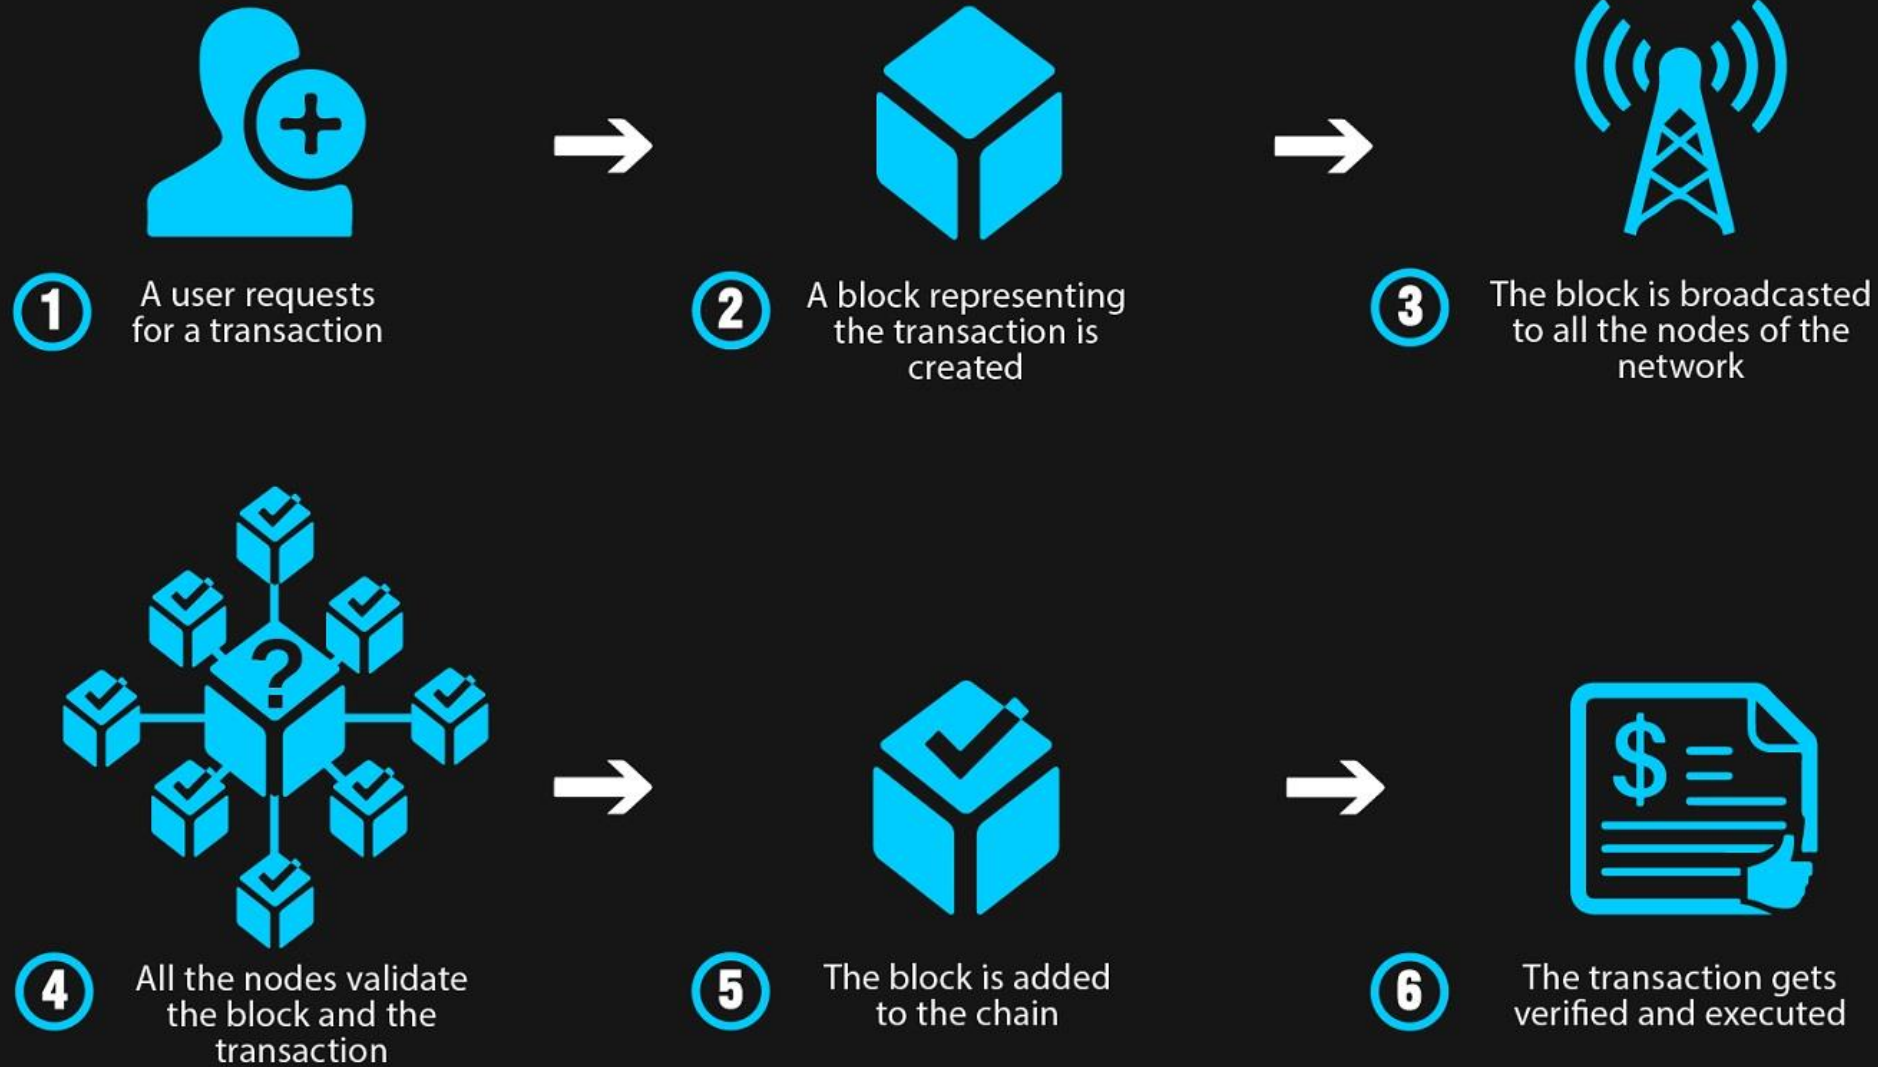 1
A user requests
for a transaction
2
A block representing
the transaction is
created
3
The block is broadcasted
to all the nodes of the
network
?
4
All the nodes validate
the block and the
transaction
5
The block is added
to the chain
$
6
The transaction gets
verified and executed